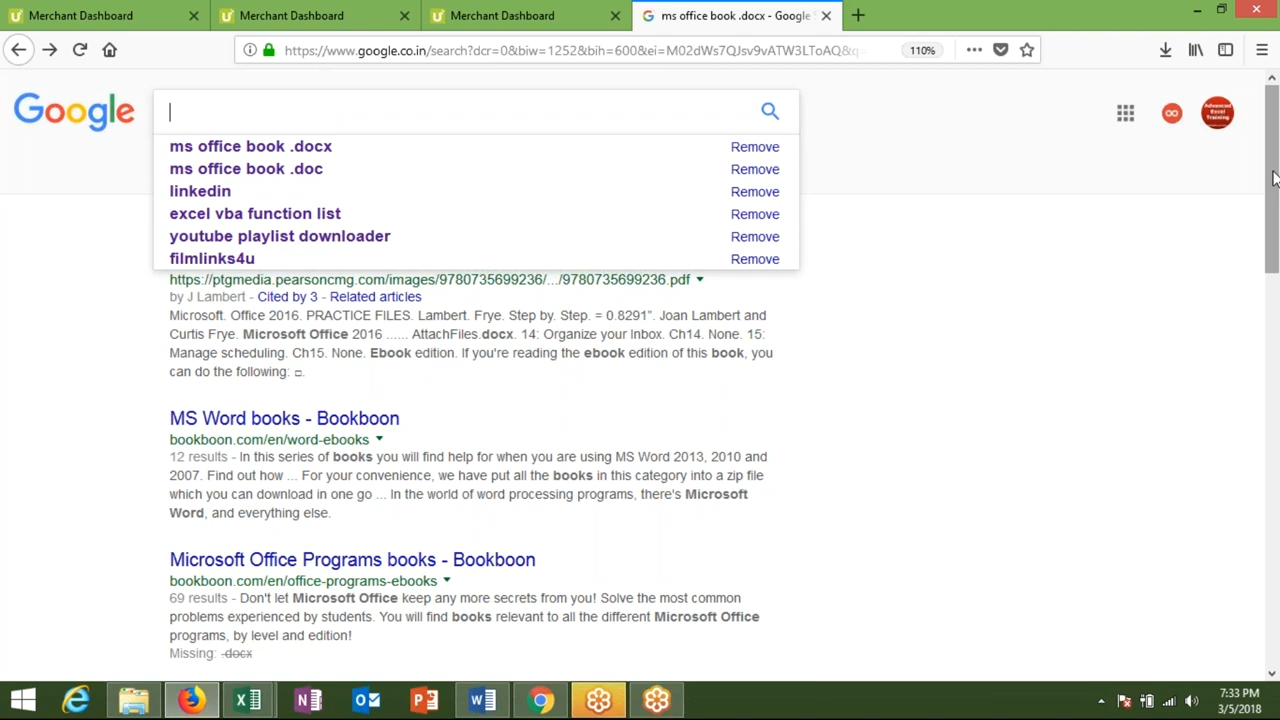 Merchant Dashboard
Merchant Dashboard
Merchant Dashboard
ms office book .docx - Google S
https://www.google.co.in/search?dcr=0&biw=1252&bih=600&ei=M02dWs7QJsv9vATW3LToAQ&q=
110%
Google
ms office book .docx Remove
ms office book .doc Remove
linkedin Remove
excel vba function list Remove
youtube playlist downloader Remove
filmlinks4u Remove
Advanced
Excel
Training
https://ptgmedia.pearsoncmg.com/images/9780735699236/.../9780735699236.pdf
by J Lambert - Cited by 3 - Related articles
Microsoft. Office 2016. PRACTICE FILES. Lambert. Frye. Step by. Step. = 0.8291”. Joan Lambert and
Curtis Frye. Microsoft Office 2016 ...... AttachFiles.docx. 14: Organize your Inbox. Ch14. None. 15:
Manage scheduling. Ch15. None. Ebook edition. If you're reading the ebook edition of this book, you
can do the following: □.
MS Word books - Bookboon
bookboon.com/en/word-ebooks
12 results - In this series of books you will find help for when you are using MS Word 2013, 2010 and
2007. Find out how ... For your convenience, we have put all the books in this category into a zip file
which you can download in one go ... In the world of word processing programs, there's Microsoft
Word, and everything else.
Microsoft Office Programs books - Bookboon
bookboon.com/en/office-programs-ebooks
69 results - Don't let Microsoft Office keep any more secrets from you! Solve the most common
problems experienced by students. You will find books relevant to all the different Microsoft Office
programs, by level and edition!
Missing: .docx
7:33 PM
3/5/2018